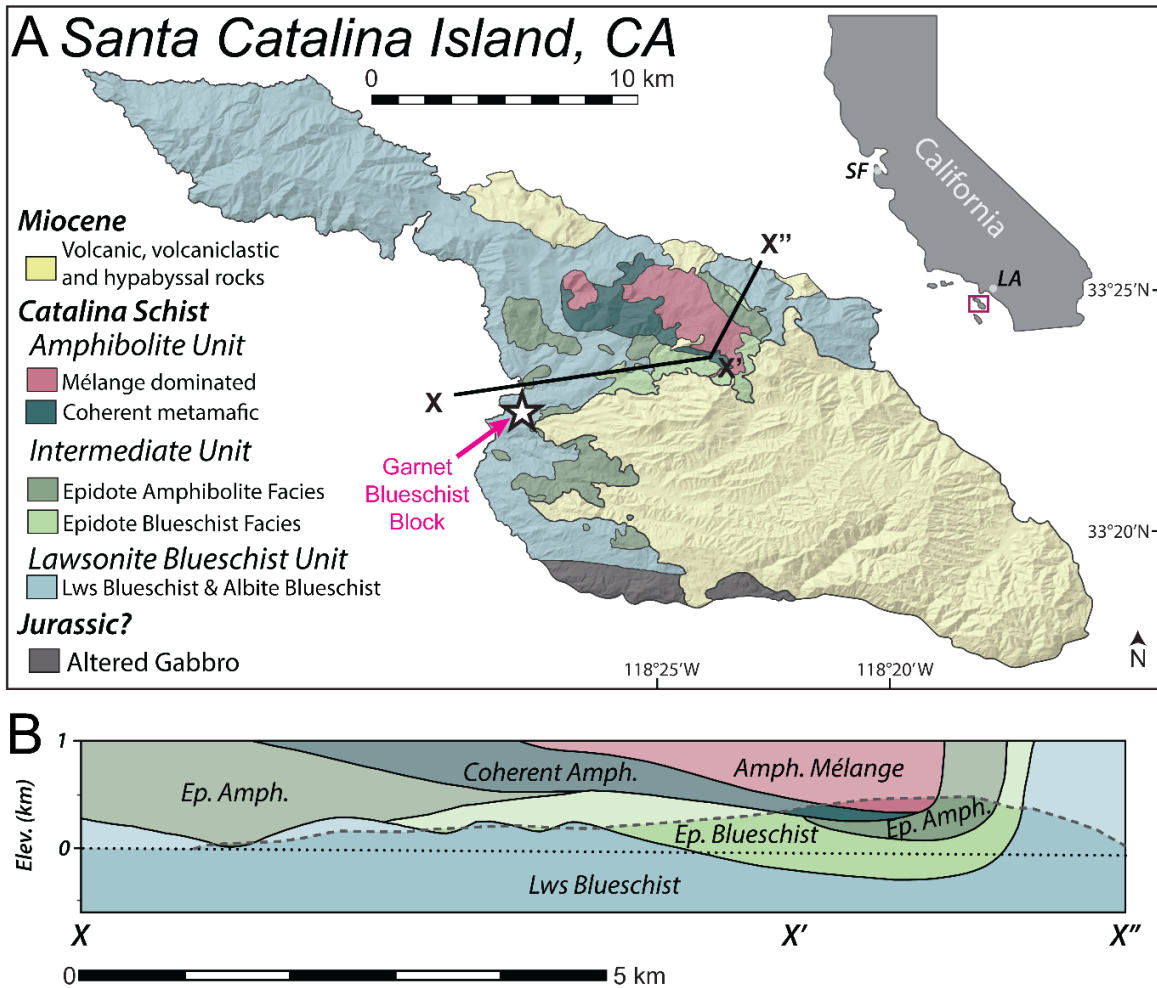 A Santa Catalina Island, CA
0 10 km
California
SF
LA
33°25'N
33°20'N
118°25'W
118°20'W
N
X"
X'
X
Garnet
Blueschist
Block
Miocene
Volcanic, volcaniclastic
and hypabyssal rocks
Catalina Schist
Amphibolite Unit
Mélange dominated
Coherent metamafic
Intermediate Unit
Epidote Amphibolite Facies
Epidote Blueschist Facies
Lawsonite Blueschist Unit
Lws Blueschist & Albite Blueschist
Jurassic?
Altered Gabbro
B
1
Elev. (km)
0
Ep. Amph.
Coherent Amph.
Amph. Mélange
Ep. Blueschist
Ep. Amph.
Lws Blueschist
X X' X"
0 5 km